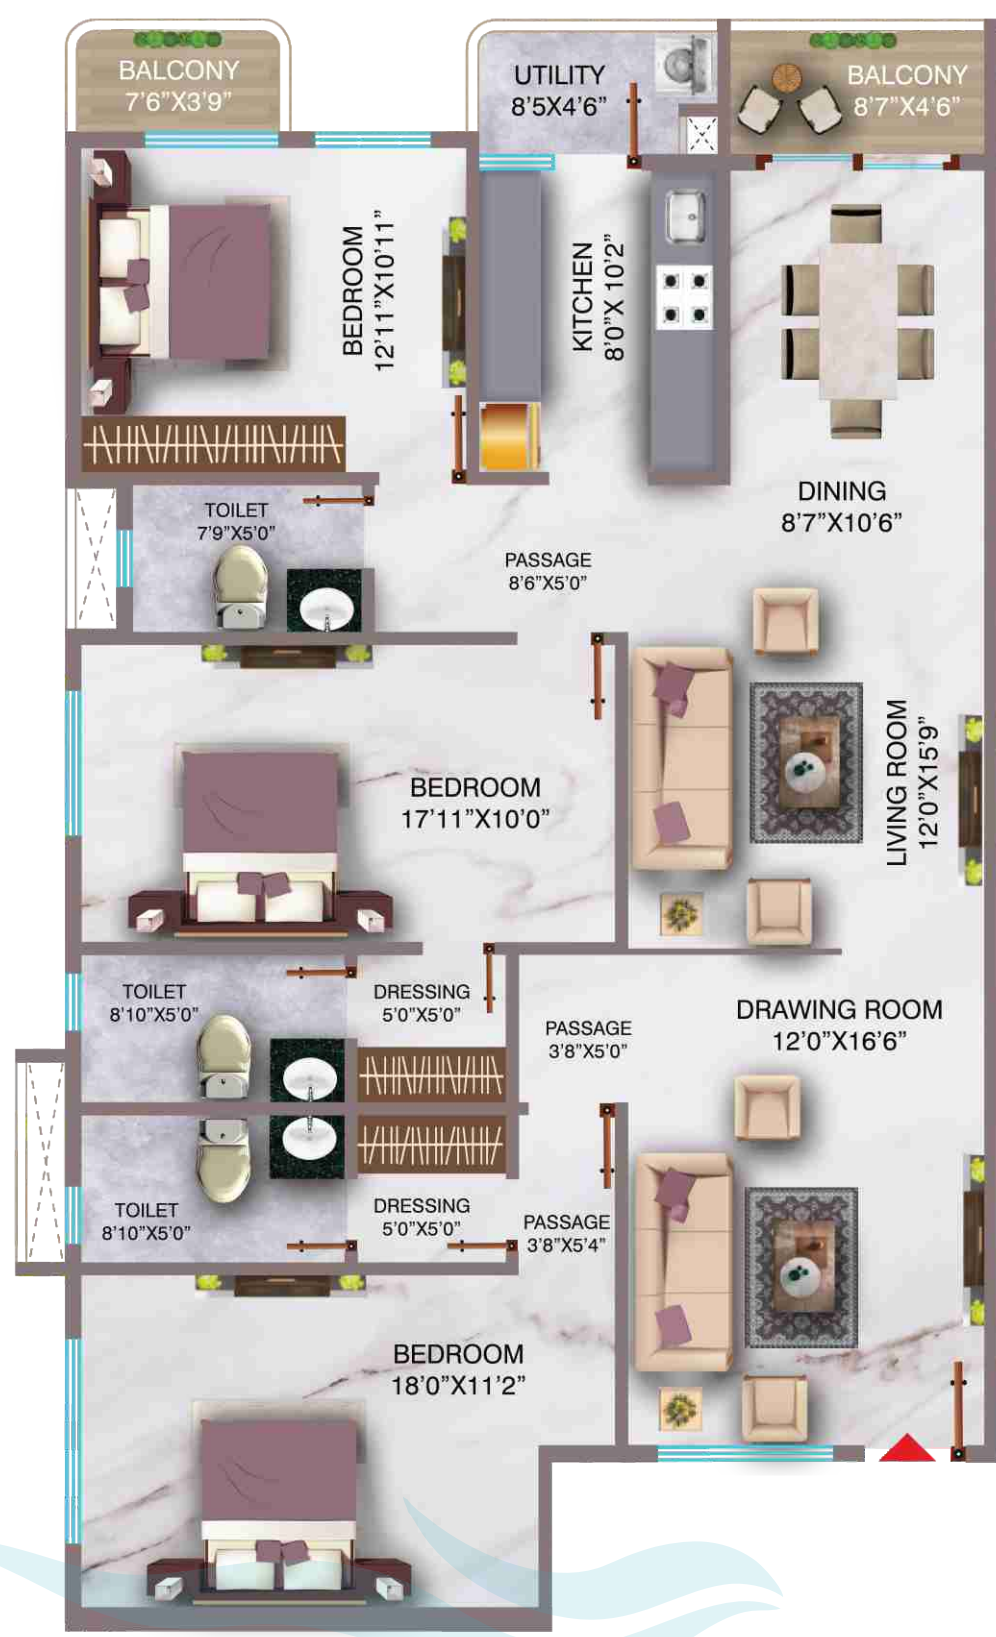 BALCONY
7'6"X3'9"
UTILITY
8'5X4'6"
BALCONY
8'7"X4'6"
BEDROOM
12'11"X10'11"
KITCHEN
8'0"X 10'2"
DINING
8'7"X10'6"
TOILET
7'9"X5'0"
PASSAGE
8'6"X5'0"
BEDROOM
17'11"X10'0"
LIVING ROOM
12'0"X15'9"
TOILET
8'10"X5'0"
DRESSING
5'0"X5'0"
PASSAGE
3'8"X5'0"
DRAWING ROOM
12'0"X16'6"
TOILET
8'10"X5'0"
DRESSING
5'0"X5'0"
PASSAGE
3'8"X5'4"
BEDROOM
18'0"X11'2"